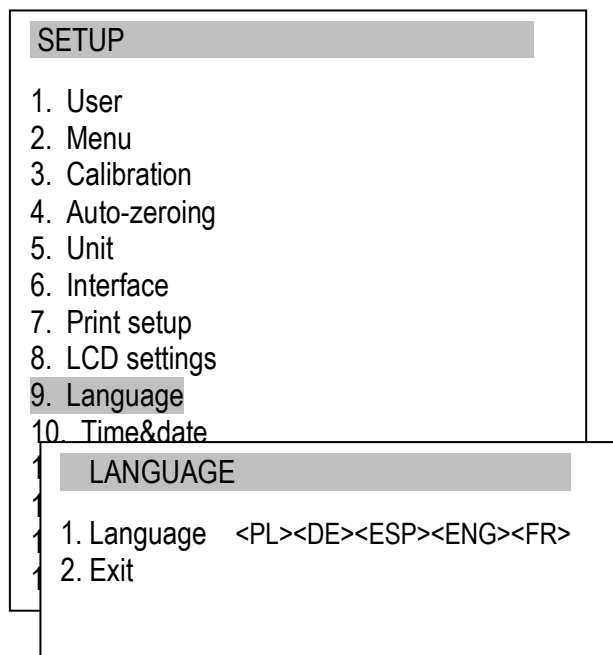 SETUP
1. User
2. Menu
3. Calibration
4. Auto-zeroing
5. Unit
6. Interface
7. Print setup
8. LCD settings
9. Language
10. Time&date
LANGUAGE
1. Language <PL><DE><ESP><ENG><FR>
2. Exit